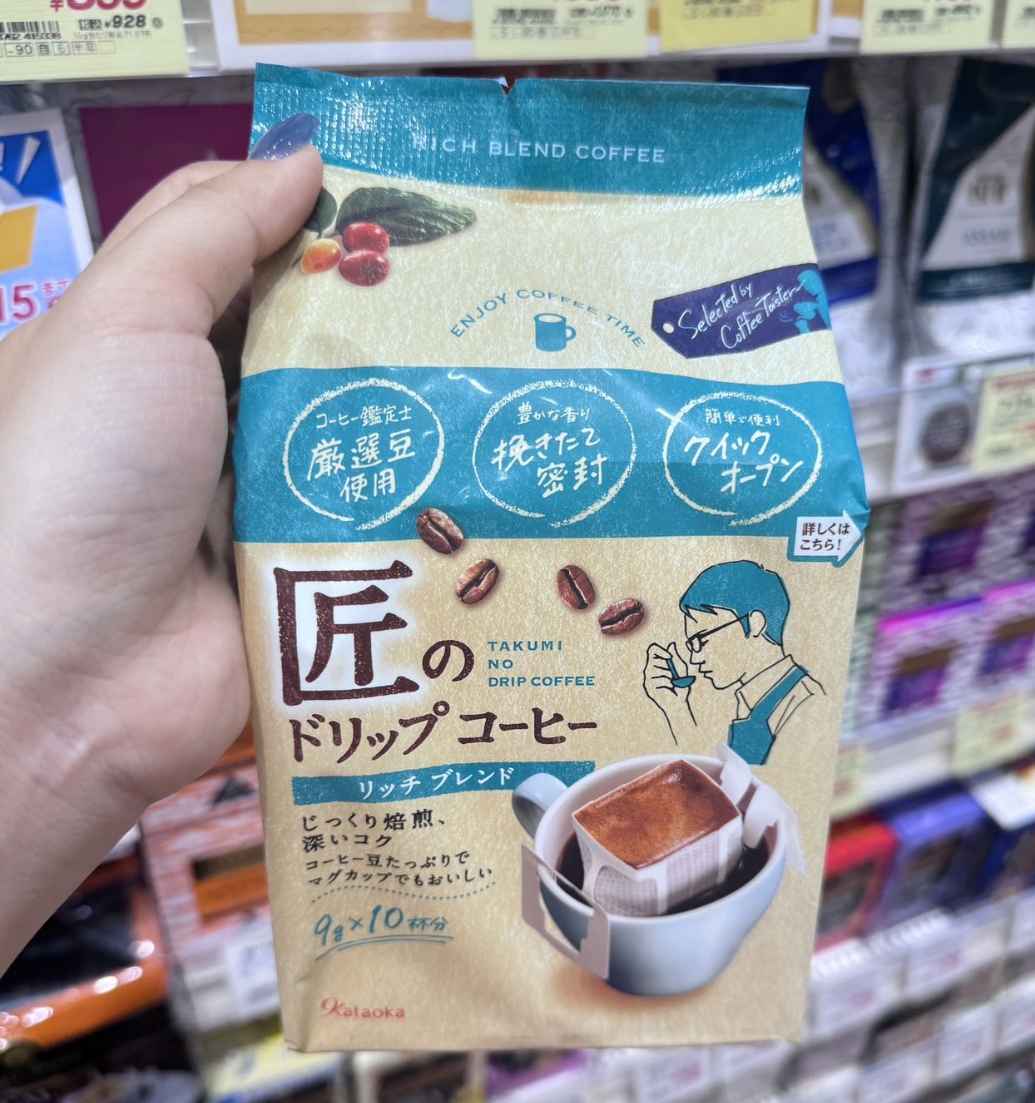 ¥928
RICH BLEND COFFEE
ENJOY COFFEE TIME
Selected by
Coffee Taster
コーヒー鑑定士
厳選豆
使用
豊かな香り
挽きたて
密封
簡単で便利
クイック
オープン
詳しくは
こちら!
匠の
TAKUMI
NO
DRIP COFFEE
ドリップ コーヒー
リッチ ブレンド
じっくり焙煎、
深いコク
コーヒー豆たっぷりで
マグカップでもおいしい
9g×10杯分
Kataoka
15